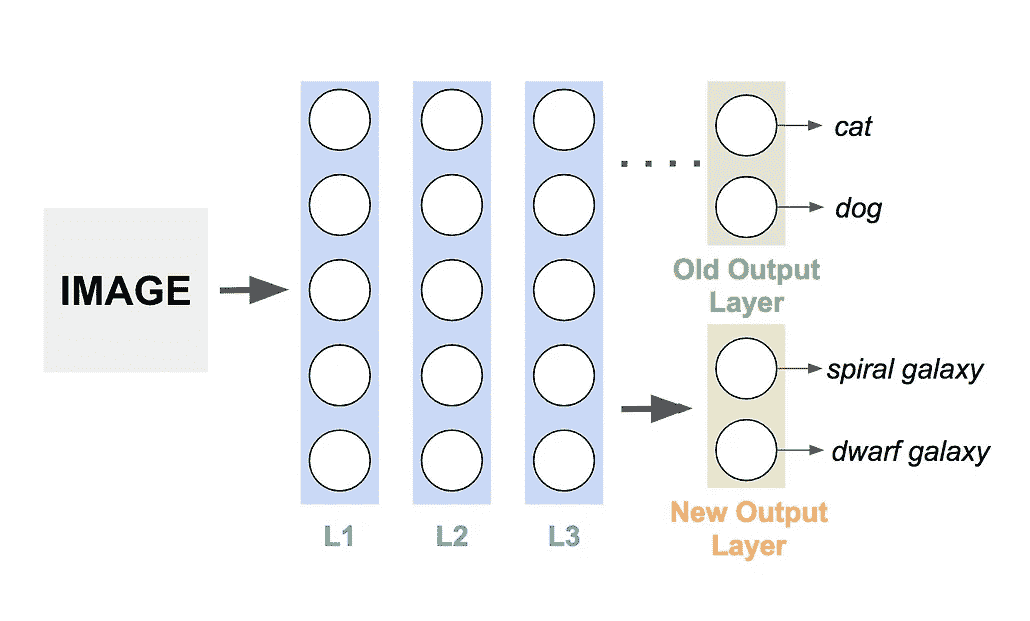 IMAGE
L1
L2
L3
cat
dog
Old Output
Layer
spiral galaxy
dwarf galaxy
New Output
Layer